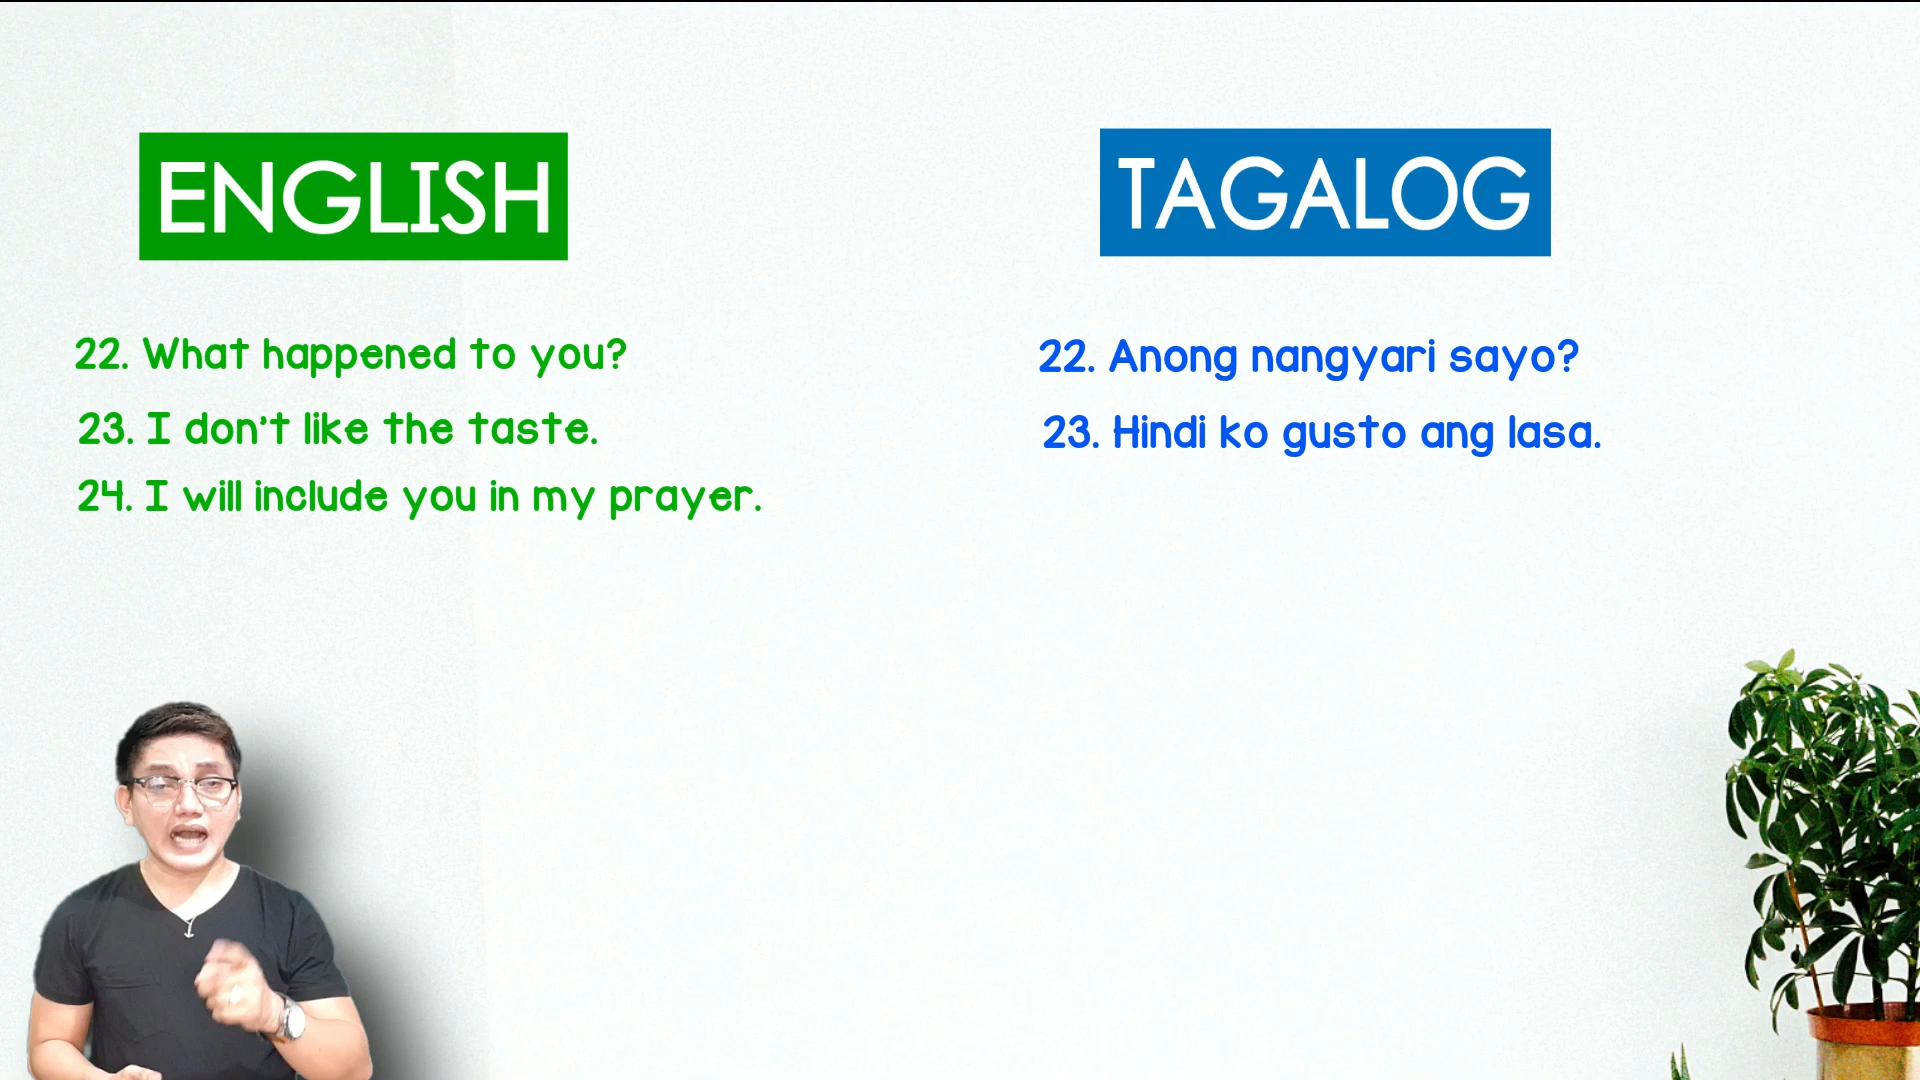 ENGLISH
22. What happened to you?
23. I don't like the taste.
24. I will include you in my prayer.
TAGALOG
22. Anong nangyari sayo?
23. Hindi ko gusto ang lasa.